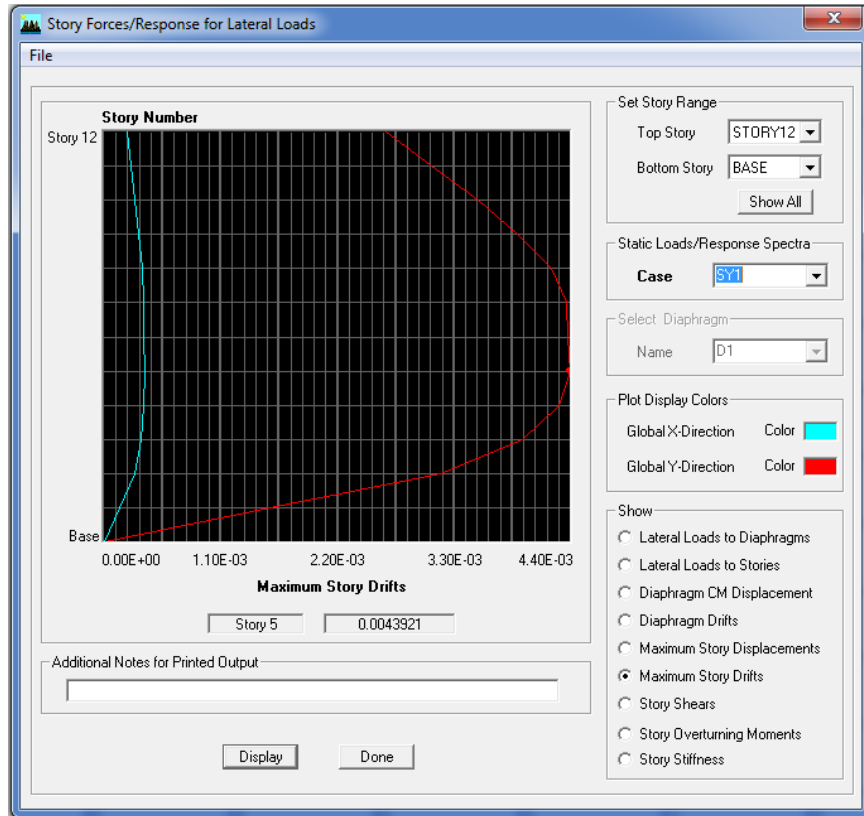 Story Forces/Response for Lateral Loads
File
Story Number
Story 12
Base
0.00E+00 1.10E-03 2.20E-03 3.30E-03 4.40E-03
Maximum Story Drifts
Story 5 0.0043921
Additional Notes for Printed Output
Display Done
Set Story Range
Top Story STORY12
Bottom Story BASE
Show All
Static Loads/Response Spectra
Case SY1
Select Diaphragm
Name D1
Plot Display Colors
Global X-Direction Color
Global Y-Direction Color
Show
Lateral Loads to Diaphragms
Lateral Loads to Stories
Diaphragm CM Displacement
Diaphragm Drifts
Maximum Story Displacements
Maximum Story Drifts
Story Shears
Story Overturning Moments
Story Stiffness